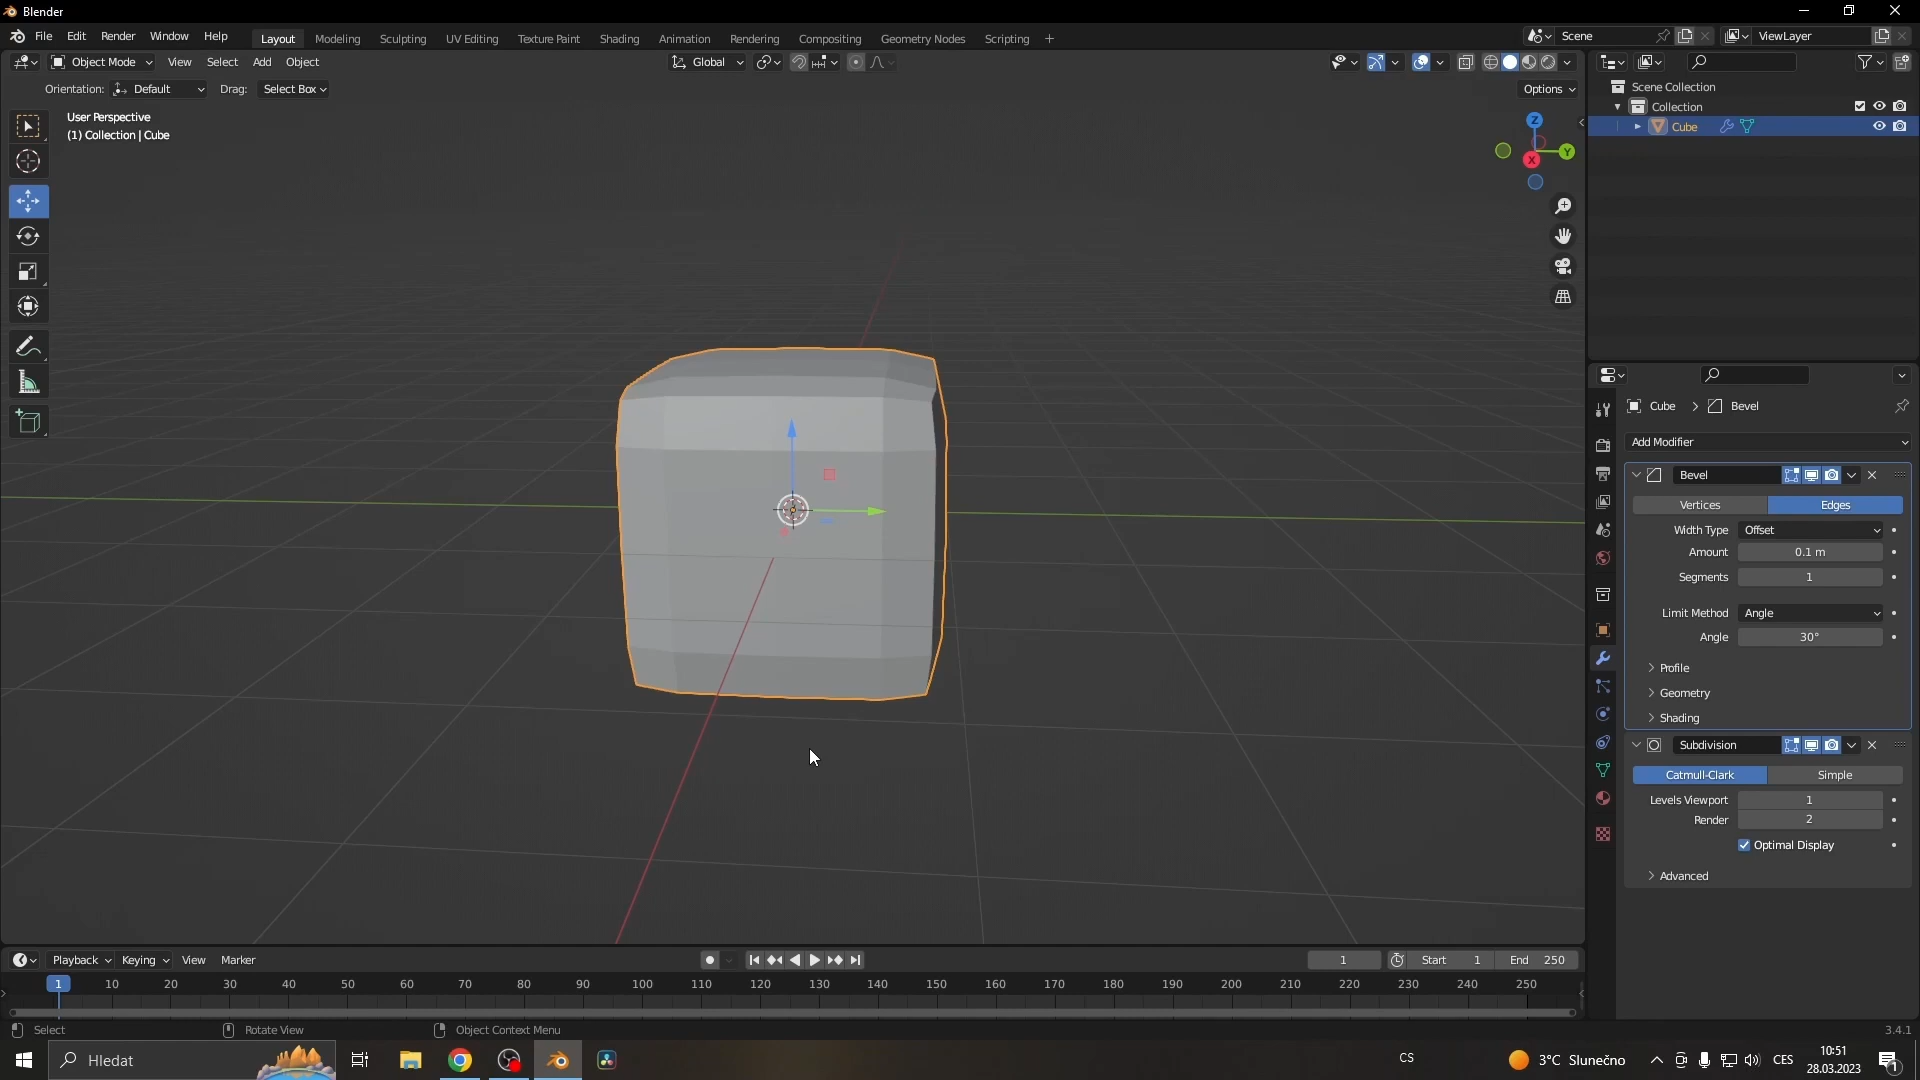 Blender
File Edit Render Window Help Layout Modeling Sculpting UV Editing Texture Paint Shading Animation Rendering Compositing Geometry Nodes Scripting + Scene ViewLayer
Object Mode View Select Add Object Global
Orientation: Default Drag: Select Box Options
User Perspective
(1) Collection | Cube
Z
Y
X
Scene Collection
Collection
Cube
Cube > Bevel
Add Modifier
Bevel
Vertices Edges
Width Type Offset
Amount 0.1 m
Segments 1
Limit Method Angle
Angle 30°
Profile
Geometry
Shading
Subdivision
Catmull-Clark Simple
Levels Viewport 1
Render 2
Optimal Display
Advanced
Playback Keying View Marker 1 Start 1 End 250
1 10 20 30 40 50 60 70 80 90 100 110 120 130 140 150 160 170 180 190 200 210 220 230 240 250
Select Rotate View Object Context Menu 3.4.1
Hledat CS 3°C Slunečno CES 10:51
28.03.2023
1